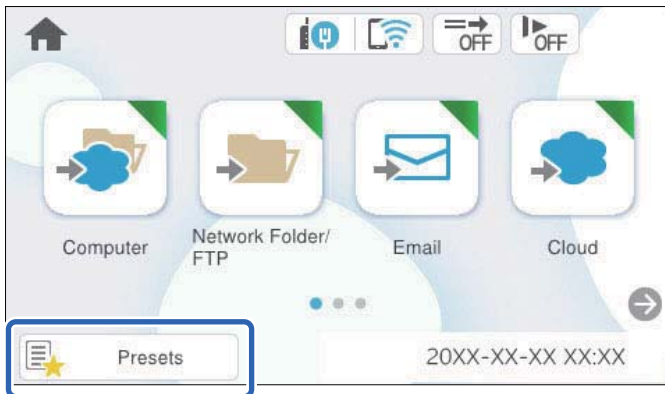 OFF
OFF
Computer
Network Folder/
FTP
Email
Cloud
Presets
20XX-XX-XX XX:XX